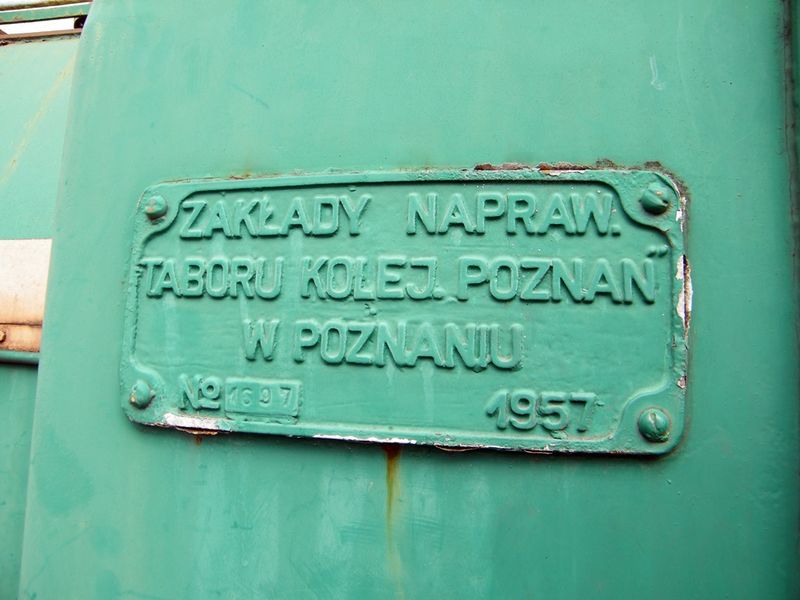 ZAKŁADY NAPRAW.
TABORU KOLEJ. POZNAŃ"
W POZNANIU
No 1697
1957